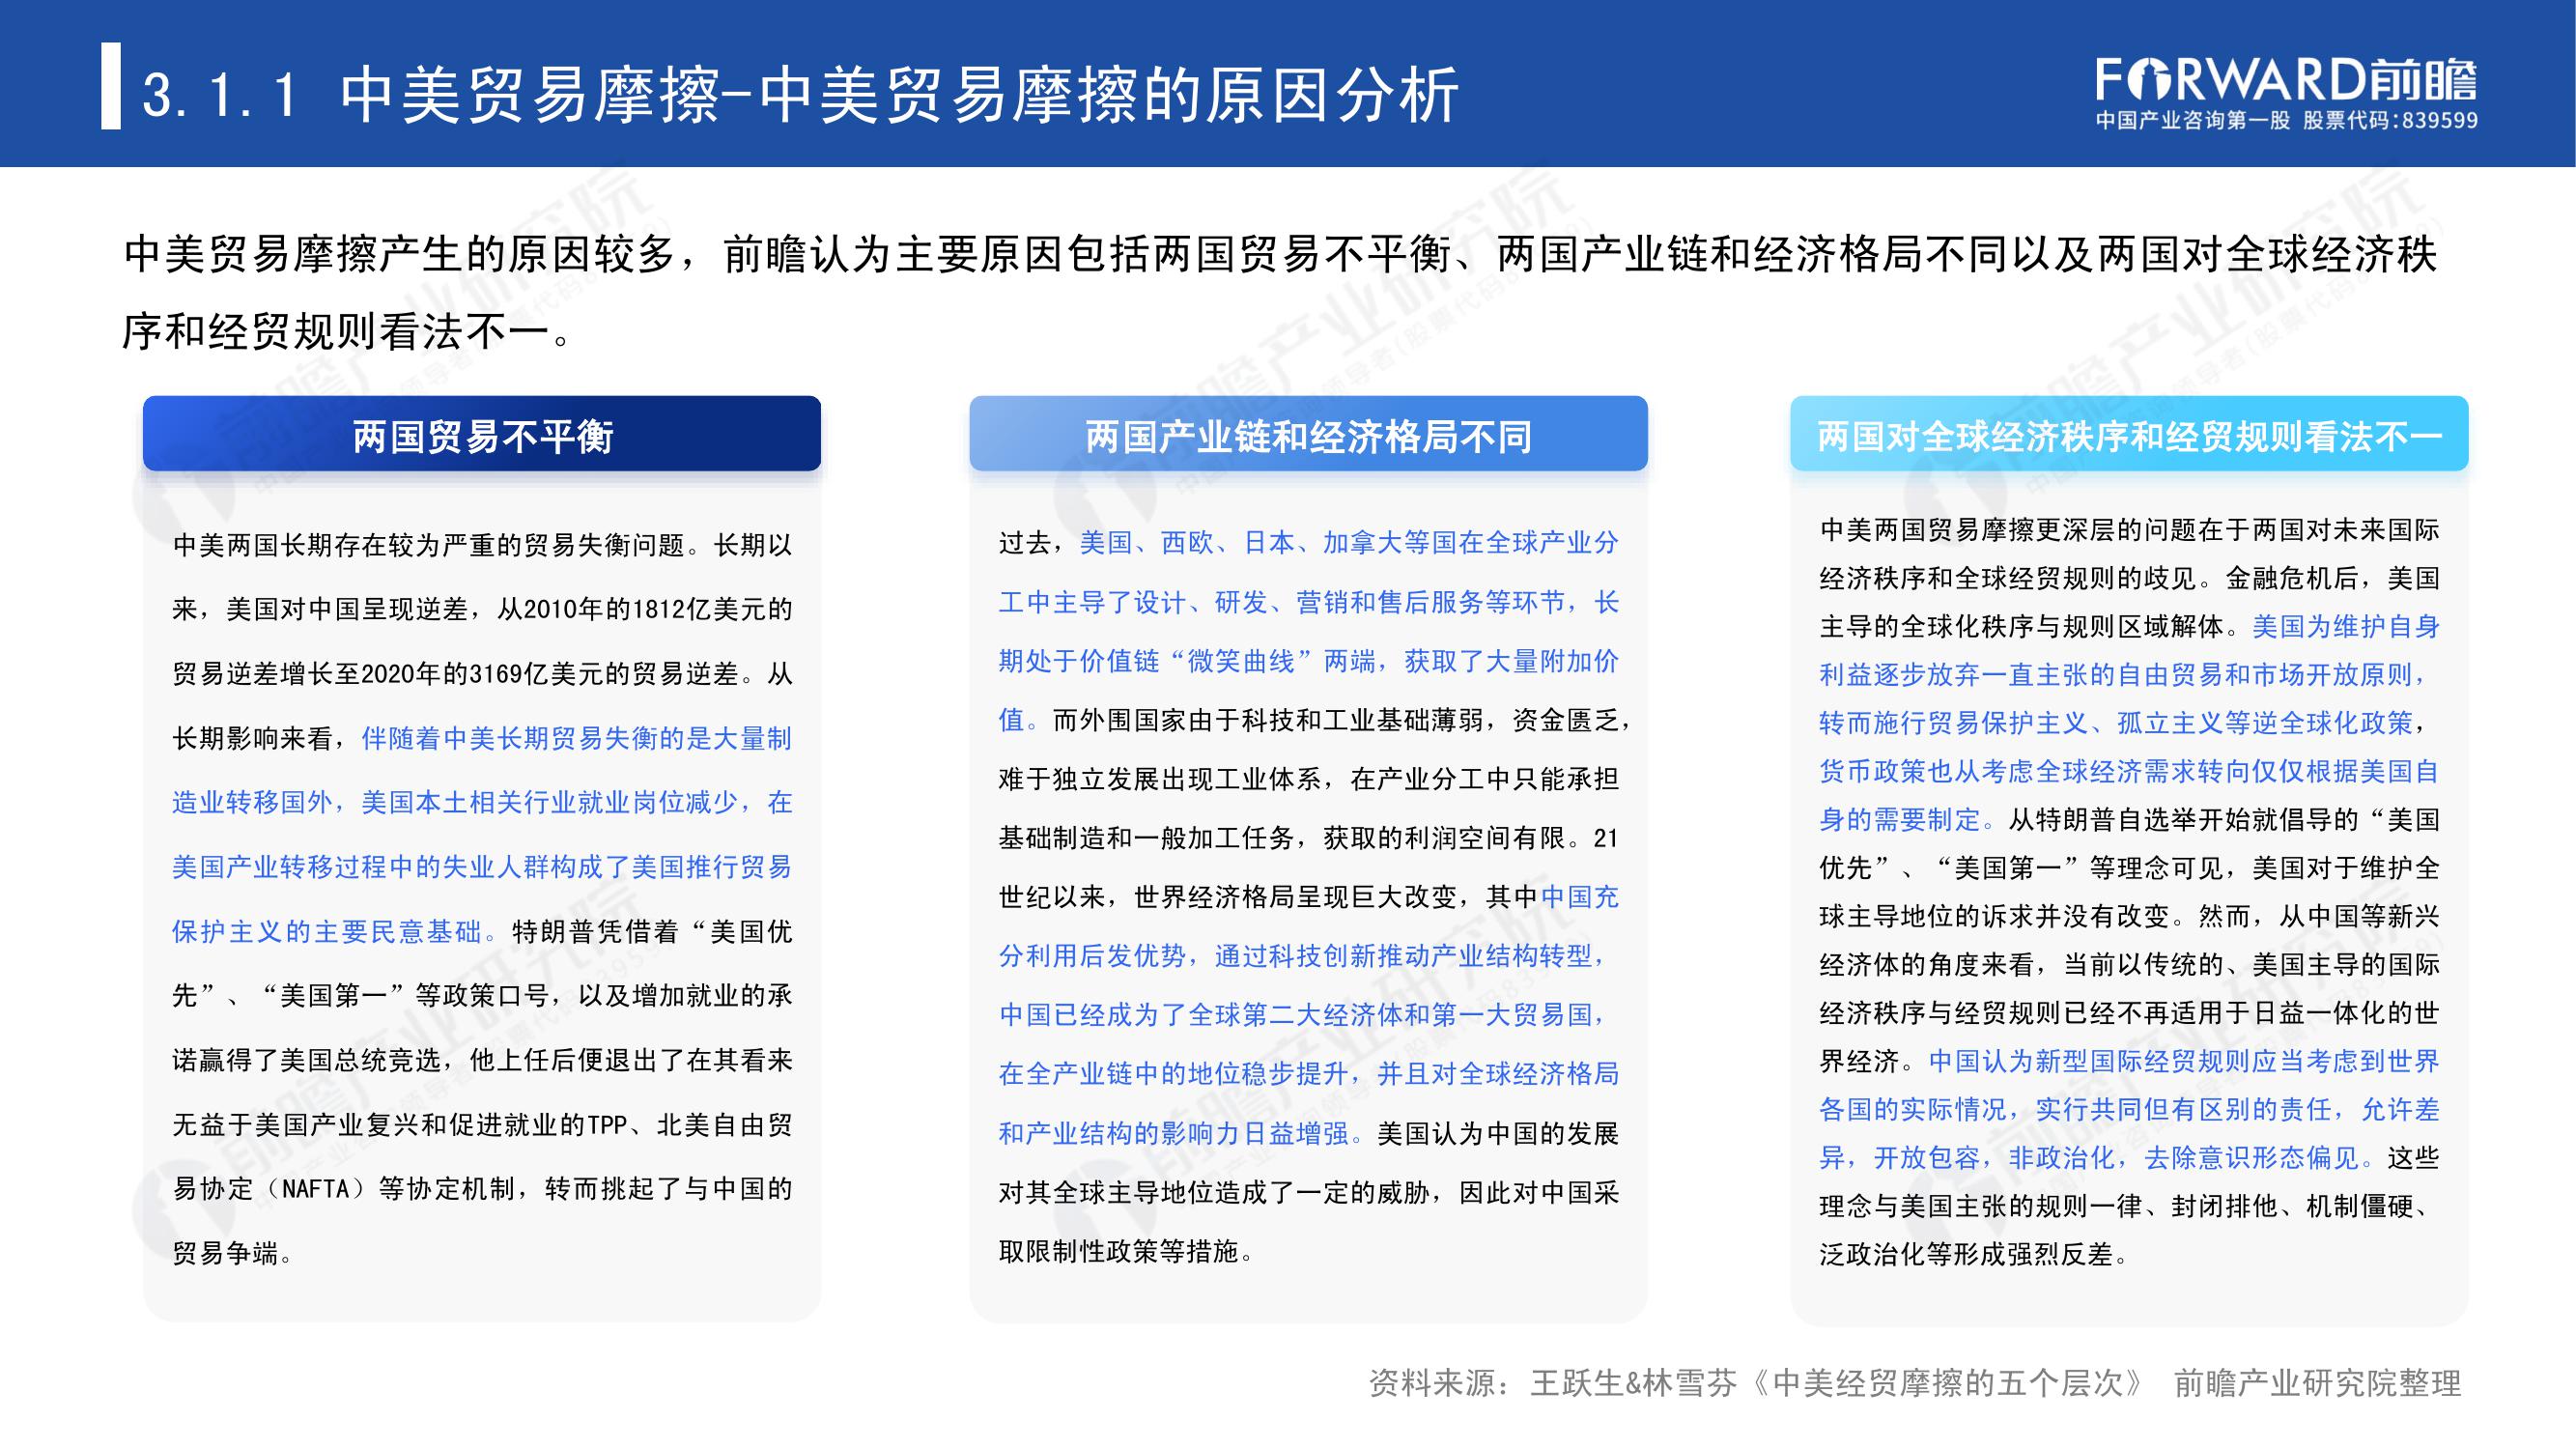 3.1.1 中美贸易摩擦-中美贸易摩擦的原因分析
FORWARD前瞻
中国产业咨询第一股 股票代码:839599
中美贸易摩擦产生的原因较多，前瞻认为主要原因包括两国贸易不平衡、两国产业链和经济格局不同以及两国对全球经济秩
序和经贸规则看法不一。
两国贸易不平衡
中美两国长期存在较为严重的贸易失衡问题。长期以
来，美国对中国呈现逆差，从2010年的1812亿美元的
贸易逆差增长至2020年的3169亿美元的贸易逆差。从
长期影响来看，伴随着中美长期贸易失衡的是大量制
造业转移国外，美国本土相关行业就业岗位减少，在
美国产业转移过程中的失业人群构成了美国推行贸易
保护主义的主要民意基础。特朗普凭借着“美国优
先”、“美国第一”等政策口号，以及增加就业的承
诺赢得了美国总统竞选，他上任后便退出了在其看来
无益于美国产业复兴和促进就业的TPP、北美自由贸
易协定（NAFTA）等协定机制，转而挑起了与中国的
贸易争端。
两国产业链和经济格局不同
过去，美国、西欧、日本、加拿大等国在全球产业分
工中主导了设计、研发、营销和售后服务等环节，长
期处于价值链“微笑曲线”两端，获取了大量附加价
值。而外围国家由于科技和工业基础薄弱，资金匮乏，
难于独立发展出现工业体系，在产业分工中只能承担
基础制造和一般加工任务，获取的利润空间有限。21
世纪以来，世界经济格局呈现巨大改变，其中中国充
分利用后发优势，通过科技创新推动产业结构转型，
中国已经成为了全球第二大经济体和第一大贸易国，
在全产业链中的地位稳步提升，并且对全球经济格局
和产业结构的影响力日益增强。美国认为中国的发展
对其全球主导地位造成了一定的威胁，因此对中国采
取限制性政策等措施。
两国对全球经济秩序和经贸规则看法不一
中美两国贸易摩擦更深层的问题在于两国对未来国际
经济秩序和全球经贸规则的歧见。金融危机后，美国
主导的全球化秩序与规则区域解体。美国为维护自身
利益逐步放弃一直主张的自由贸易和市场开放原则，
转而施行贸易保护主义、孤立主义等逆全球化政策，
货币政策也从考虑全球经济需求转向仅仅根据美国自
身的需要制定。从特朗普自选举开始就倡导的“美国
优先”、“美国第一”等理念可见，美国对于维护全
球主导地位的诉求并没有改变。然而，从中国等新兴
经济体的角度来看，当前以传统的、美国主导的国际
经济秩序与经贸规则已经不再适用于日益一体化的世
界经济。中国认为新型国际经贸规则应当考虑到世界
各国的实际情况，实行共同但有区别的责任，允许差
异，开放包容，非政治化，去除意识形态偏见。这些
理念与美国主张的规则一律、封闭排他、机制僵硬、
泛政治化等形成强烈反差。
资料来源：王跃生&林雪芬《中美经贸摩擦的五个层次》 前瞻产业研究院整理